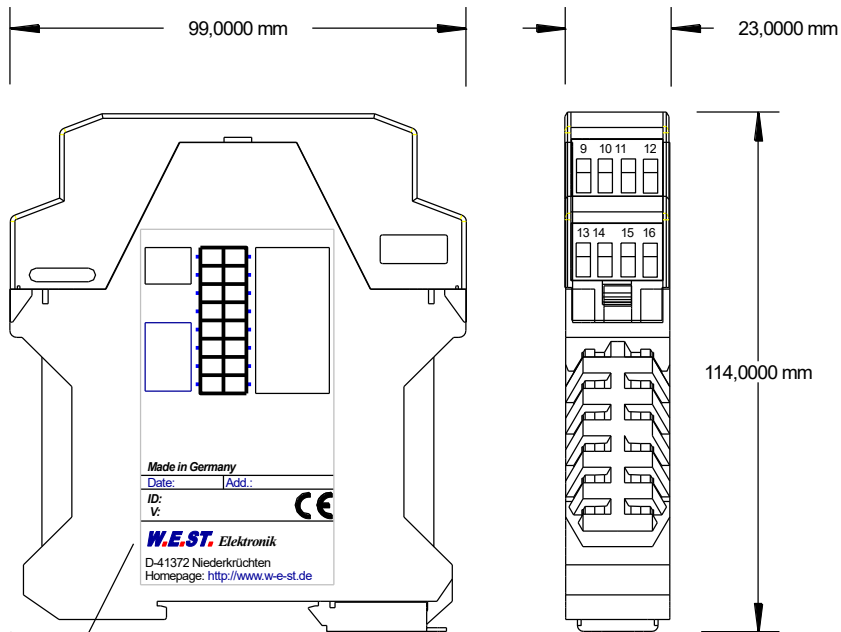 99,0000 mm
23,0000 mm
9 10 11 12
13 14 15 16
114,0000 mm
Made in Germany
Date: Add.:
ID:
V:
CE
W.E.ST. Elektronik
D-41372 Niederkrüchten
Homepage: http://www.w-e-st.de